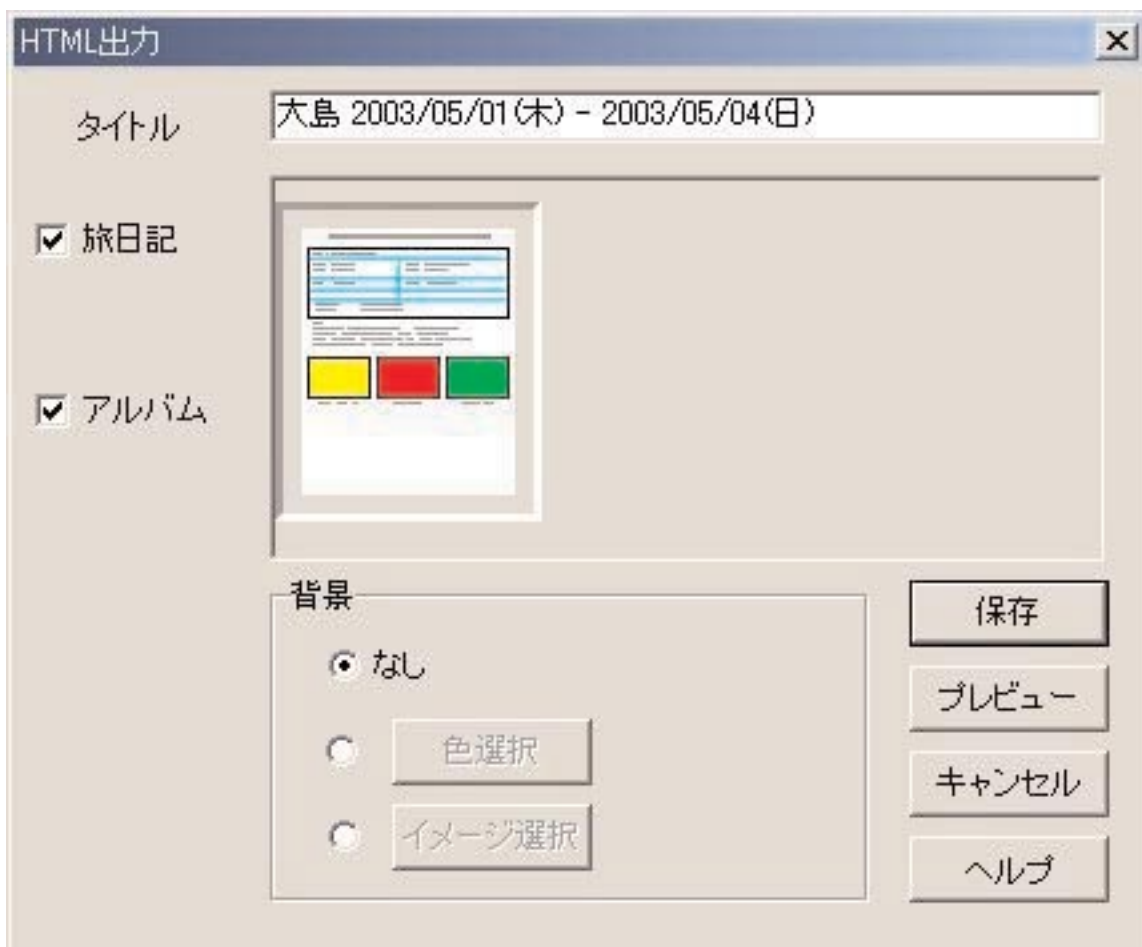 HTML出力
タイトル
大島 2003/05/01(木) - 2003/05/04(日)
旅日記
アルバム
背景
なし
色選択
イメージ選択
保存
プレビュー
キャンセル
ヘルプ